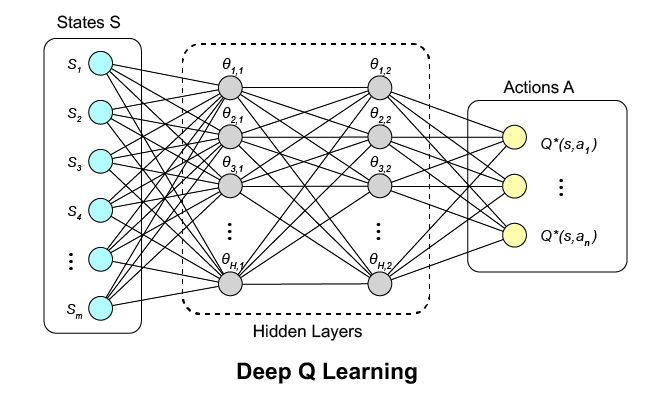 States S
S1
S2
S3
S4
⋮
Sm
θ1,1
θ2,1
θ3,1
⋮
θH,1
θ1,2
θ2,2
θ3,2
⋮
θH,2
Hidden Layers
Actions A
Q*(s,a1)
⋮
Q*(s,an)
Deep Q Learning